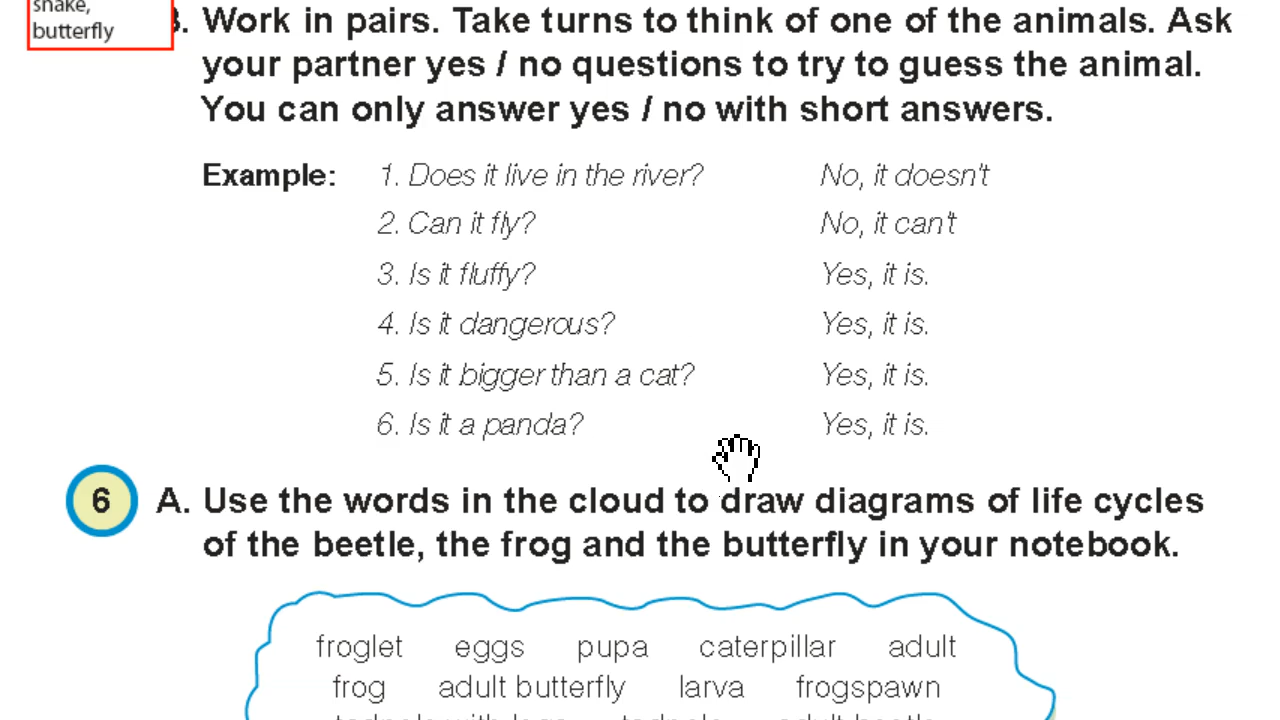 snake,
butterfly
B. Work in pairs. Take turns to think of one of the animals. Ask
your partner yes / no questions to try to guess the animal.
You can only answer yes / no with short answers.
Example: 1. Does it live in the river? No, it doesn't
2. Can it fly? No, it can't
3. Is it fluffy? Yes, it is.
4. Is it dangerous? Yes, it is.
5. Is it bigger than a cat? Yes, it is.
6. Is it a panda? Yes, it is.
6 A. Use the words in the cloud to draw diagrams of life cycles
of the beetle, the frog and the butterfly in your notebook.
froglet eggs pupa caterpillar adult
frog adult butterfly larva frogspawn
tadpole with legs tadpole adult beetle